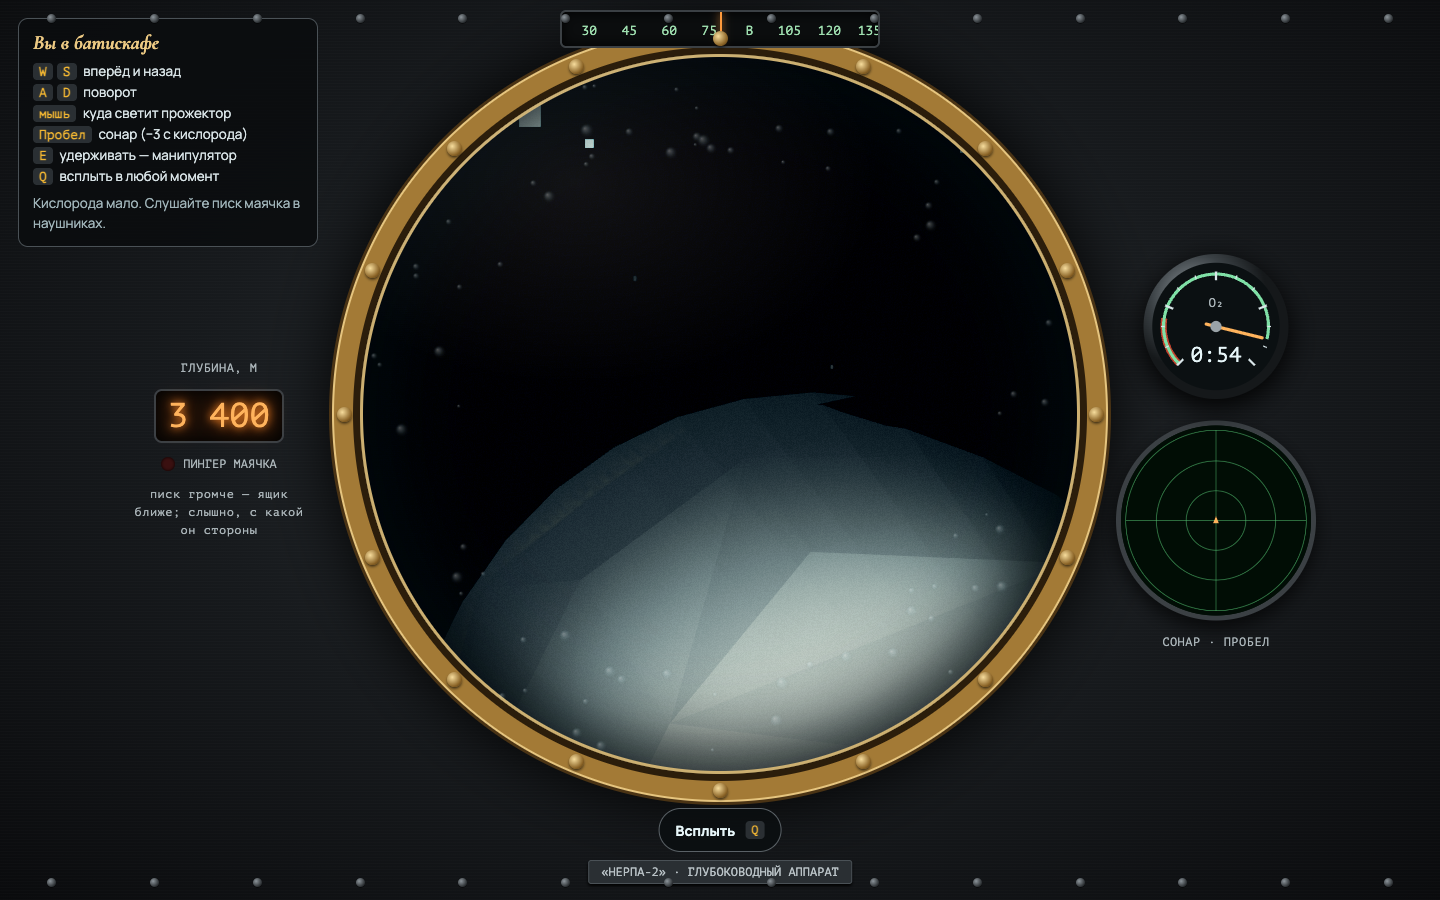 Вы в батискафе
W S вперёд и назад
A D поворот
мышь куда светит прожектор
Пробел сонар (−3 с кислорода)
E удерживать — манипулятор
Q всплыть в любой момент
Кислорода мало. Слушайте писк маячка в
наушниках.
30 45 60 75 В 105 120 135
ГЛУБИНА, М
3 400
ПИНГЕР МАЯЧКА
писк громче — ящик
ближе; слышно, с какой
он стороны
O₂
0:54
СОНАР · ПРОБЕЛ
Всплыть Q
«НЕРПА-2» · ГЛУБОКОВОДНЫЙ АППАРАТ